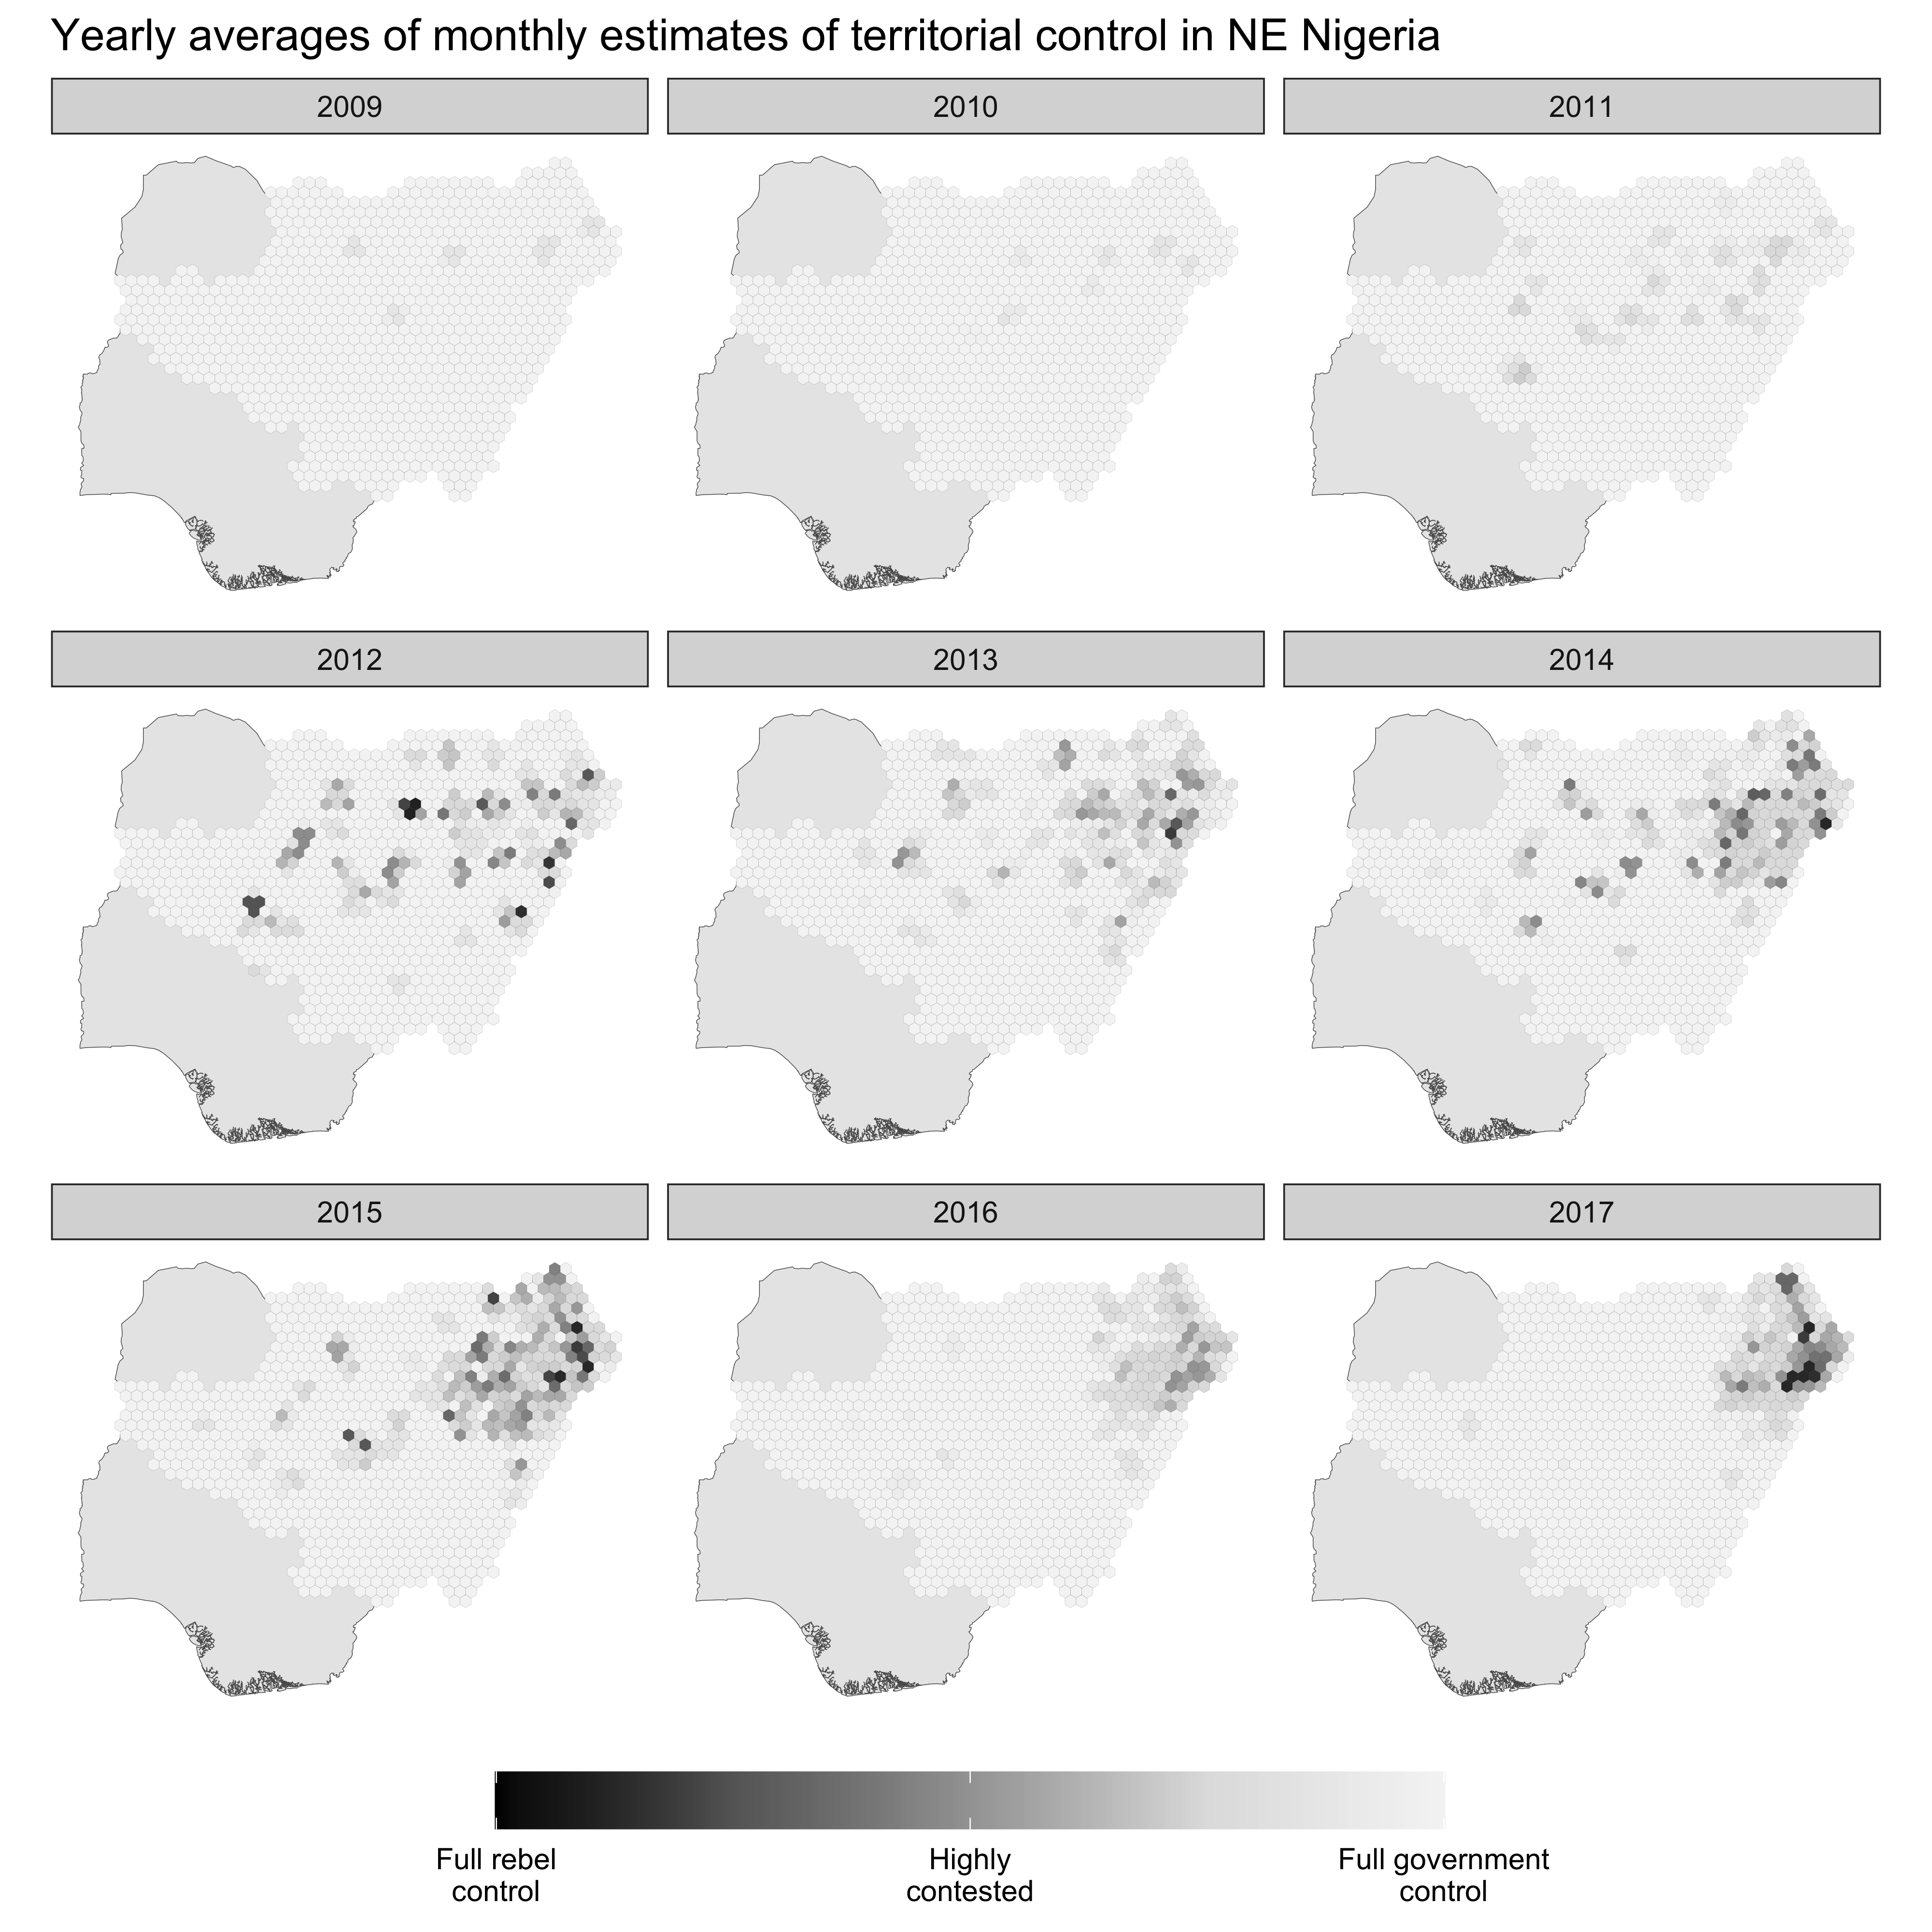 Yearly averages of monthly estimates of territorial control in NE Nigeria
2009
2010
2011
2012
2013
2014
2015
2016
2017
Full rebel
control
Highly
contested
Full government
control